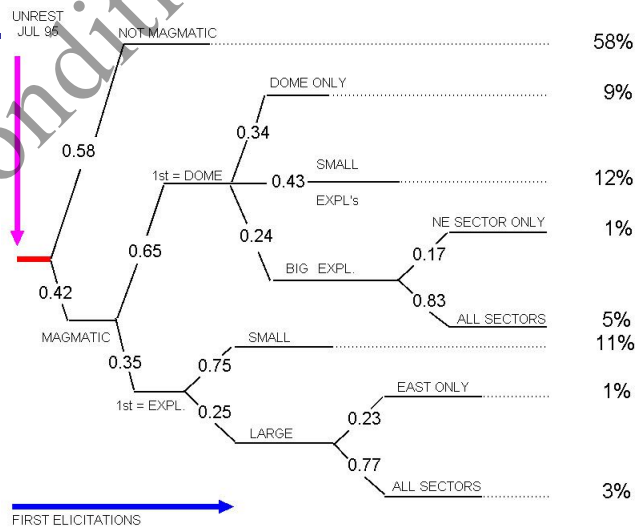 UNREST
JUL 95
NOT MAGMATIC
58%
DOME ONLY
9%
0.34
0.58
1st = DOME
0.43
SMALL
EXPL's
12%
0.24
NE SECTOR ONLY
1%
0.65
0.17
BIG EXPL.
0.42
0.83
ALL SECTORS
5%
MAGMATIC
SMALL
11%
0.35
0.75
EAST ONLY
1%
1st = EXPL.
0.25
0.23
LARGE
0.77
ALL SECTORS
3%
FIRST ELICITATIONS